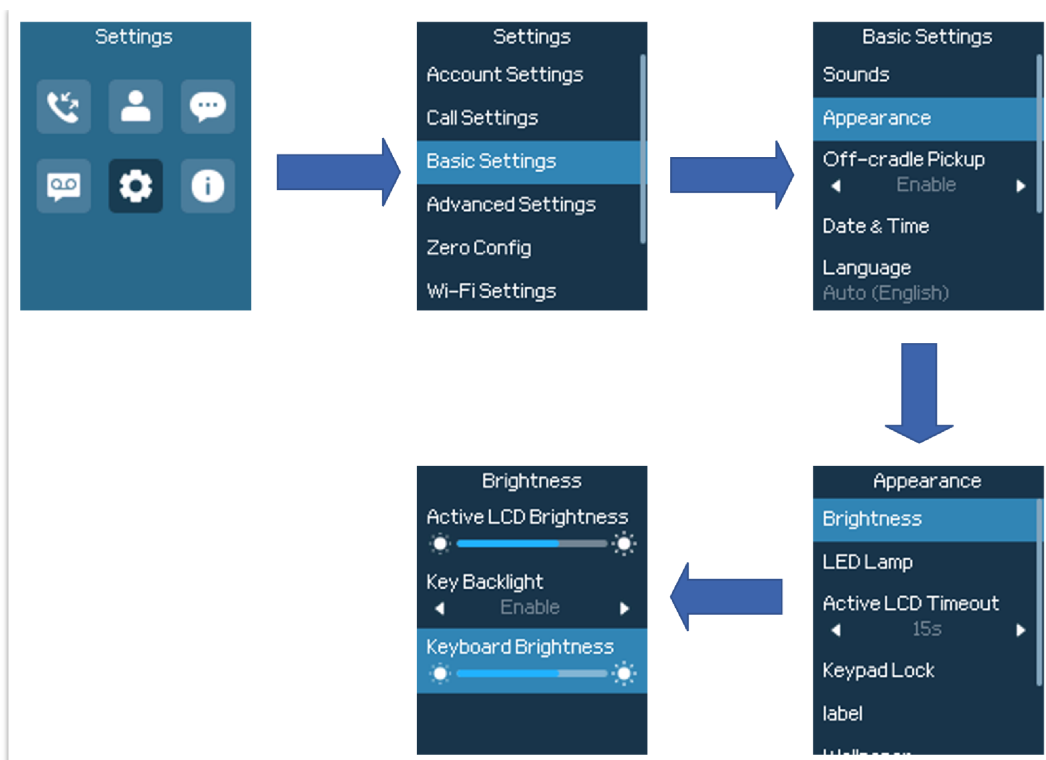 Settings
Settings
Account Settings
Call Settings
Basic Settings
Advanced Settings
Zero Config
Wi-Fi Settings
Basic Settings
Sounds
Appearance
Off-cradle Pickup
Enable
Date & Time
Language
Auto (English)
Appearance
Brightness
LED Lamp
Active LCD Timeout
15s
Keypad Lock
label
Brightness
Active LCD Brightness
Key Backlight
Enable
Keyboard Brightness